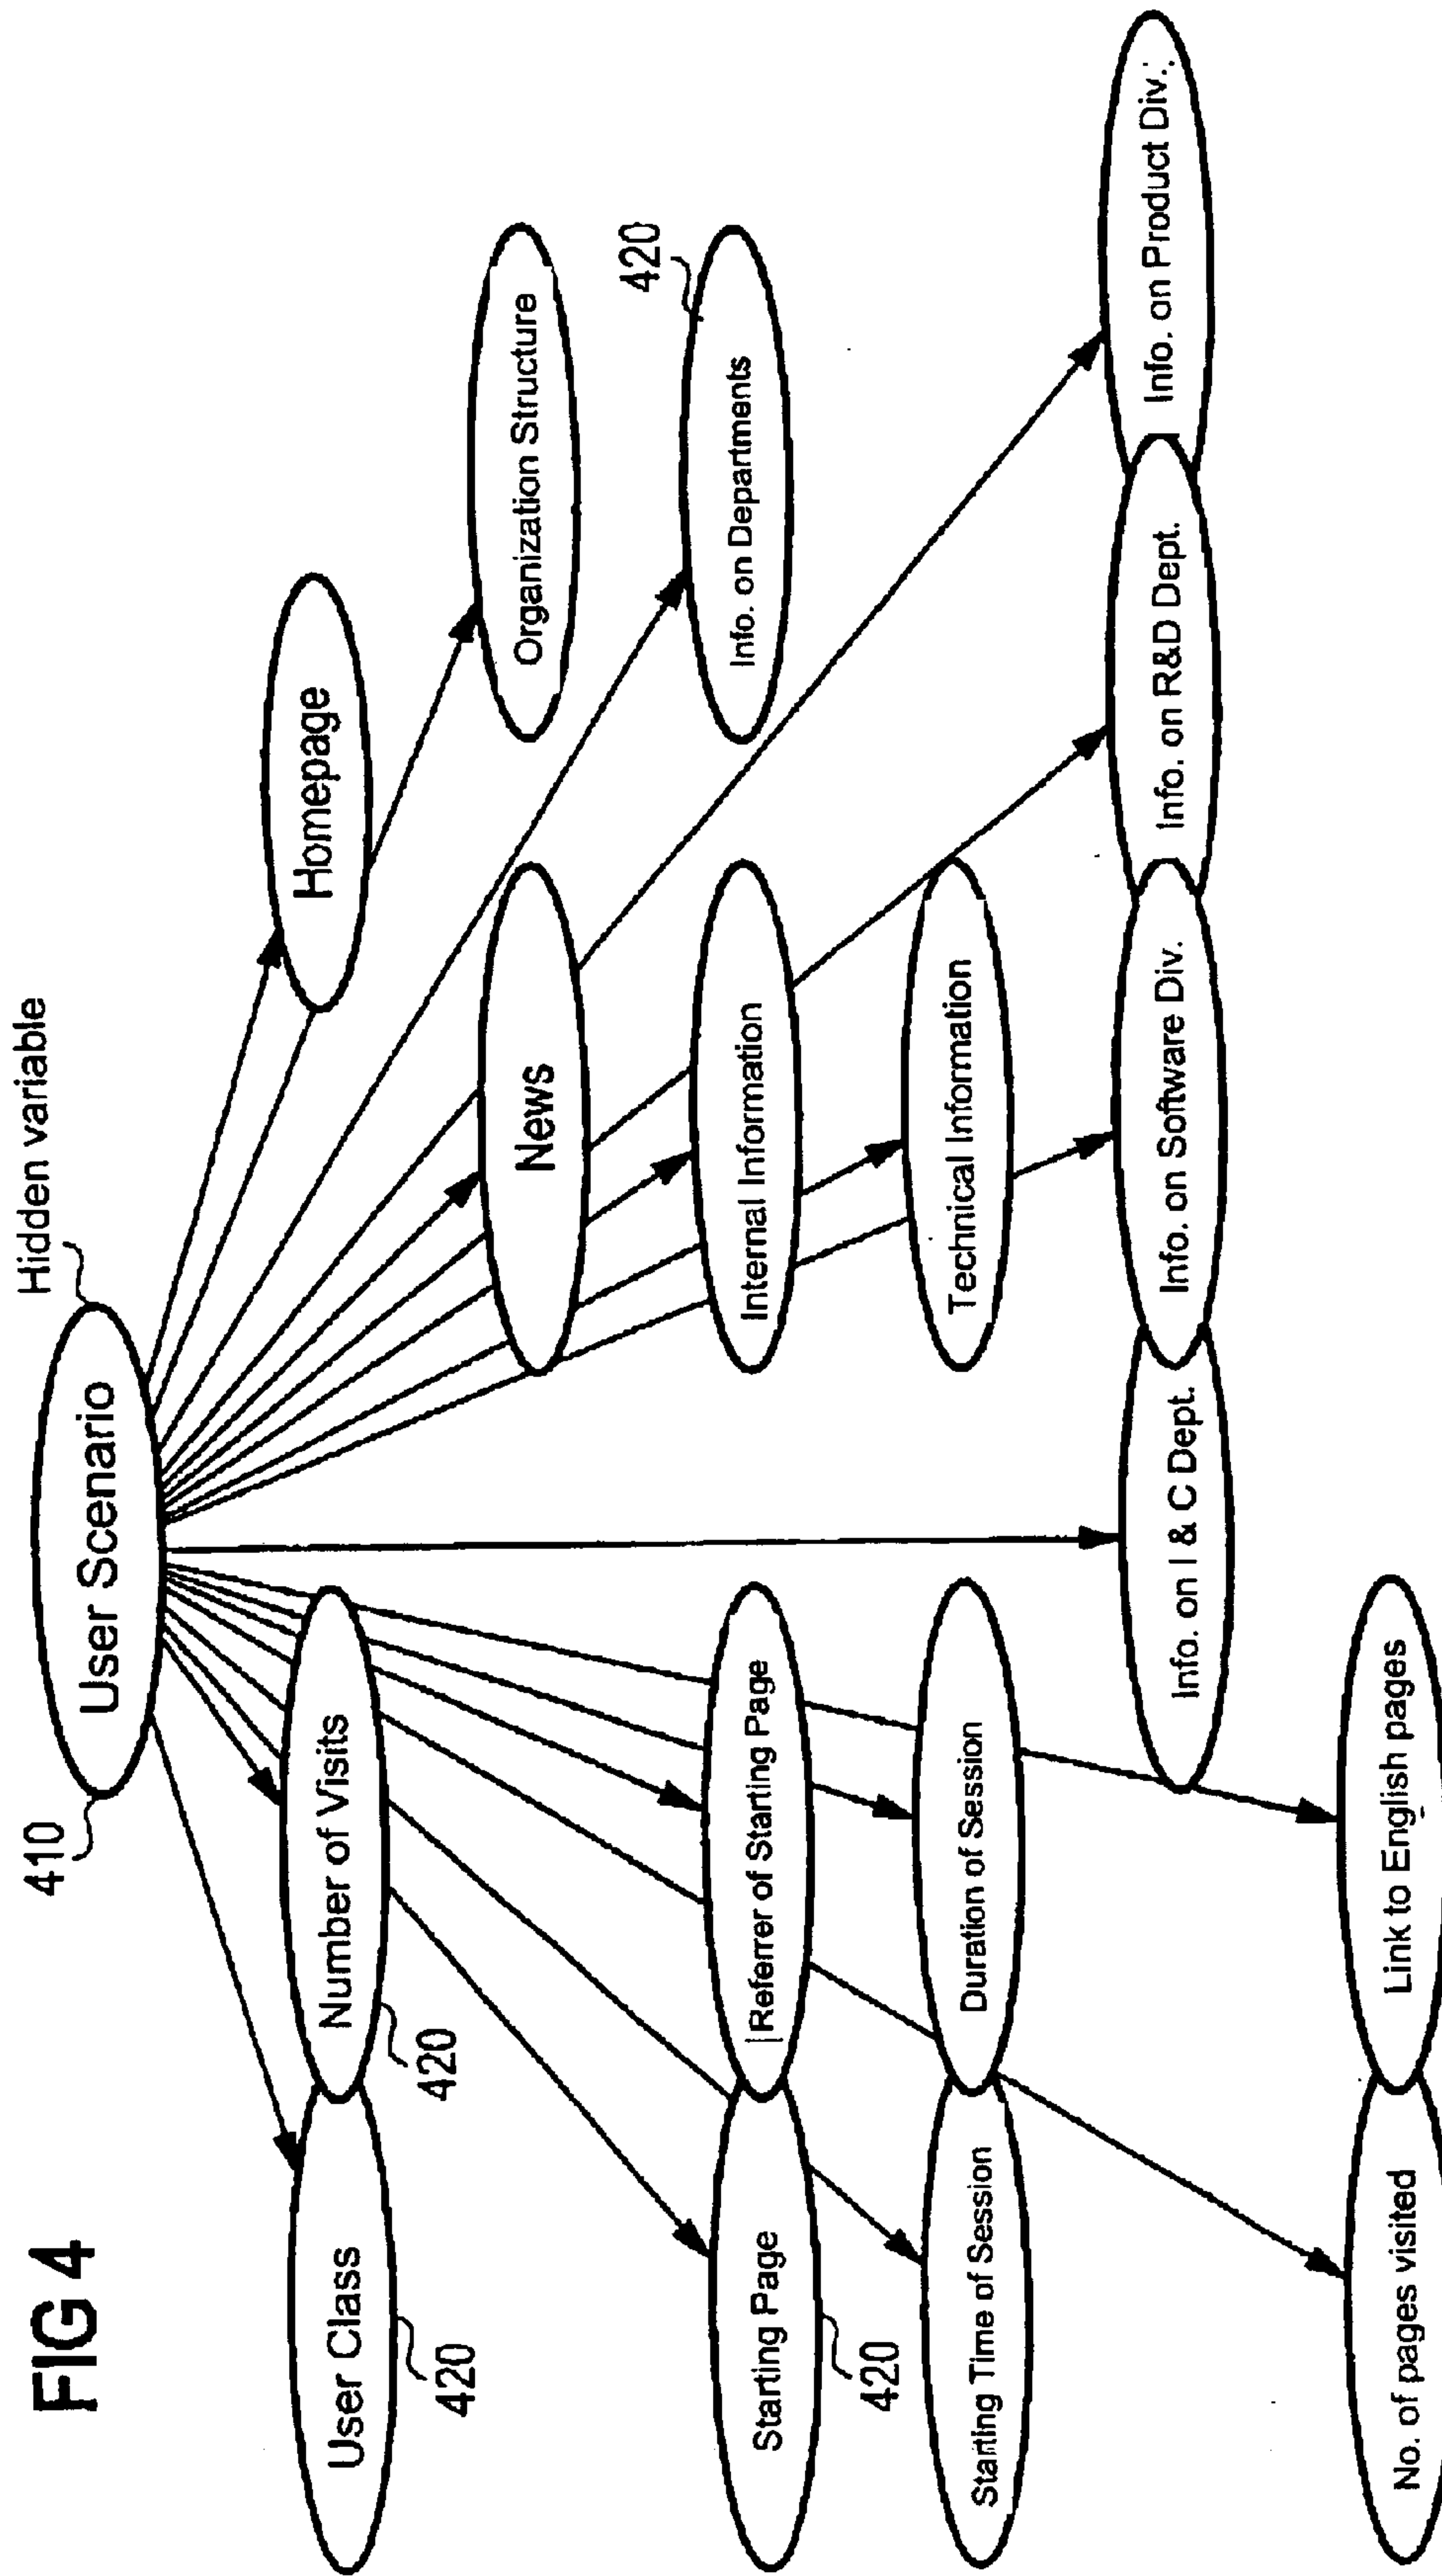 FIG 4
410
Hidden variable
User Scenario
Homepage
User Class
Number of Visits
420
420
News
Organization Structure
420
Starting Page
Referrer of Starting Page
Internal Information
Info. on Departments
420
Starting Time of Session
Duration of Session
Technical Information
Info. on I & C Dept.
Info. on Software Div.
Info. on R&D Dept.
Info. on Product Div.
No. of pages visited
Link to English pages